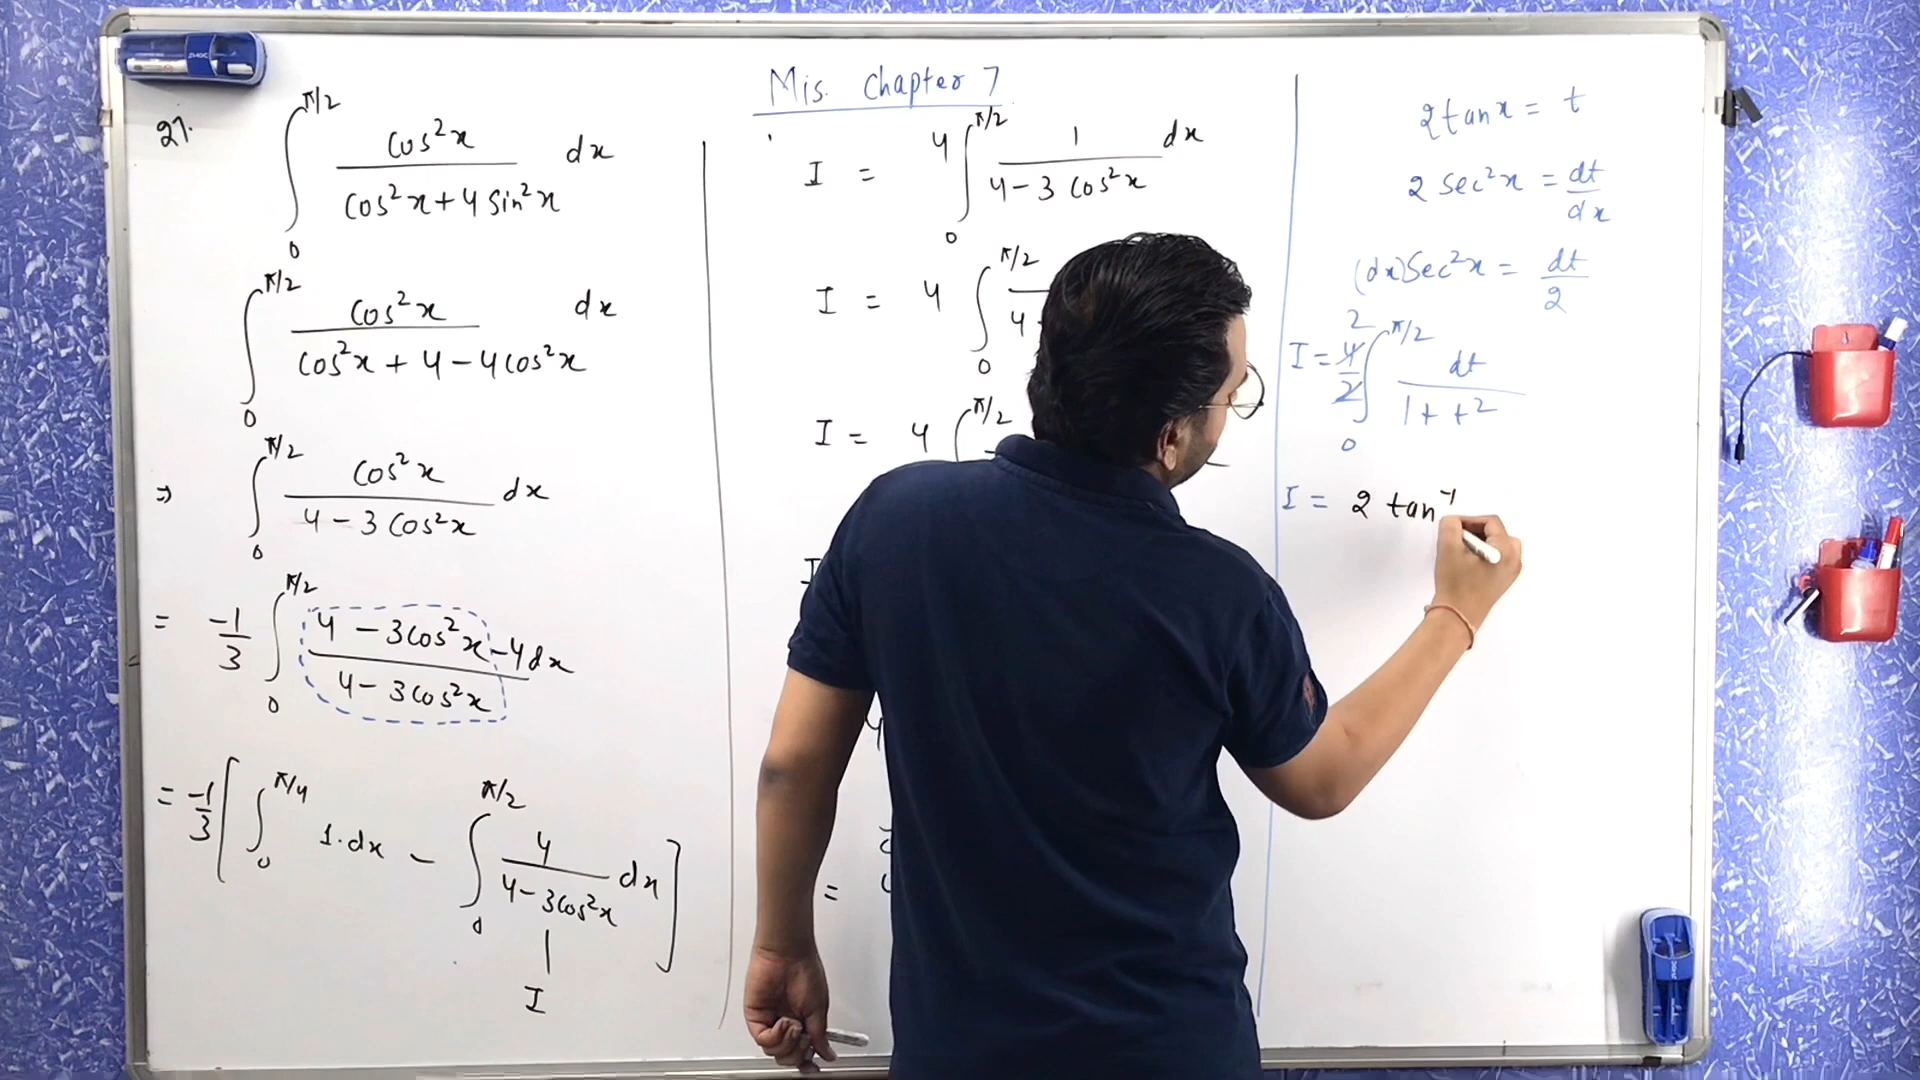 Mis. Chapter 7
27. ∫₀^π/2 cos²x / (cos²x + 4 sin²x) dx
∫₀^π/2 cos²x / (cos²x + 4 - 4cos²x) dx
⇒ ∫₀^π/2 cos²x / (4 - 3 cos²x) dx
= -1/3 ∫₀^π/2 (4 - 3cos²x - 4 dx) / (4 - 3cos²x)
= -1/3 [ ∫₀^π/4 1·dx - ∫₀^π/2 4 / (4 - 3cos²x) dx ]
I
I = 4 ∫₀^π/2 1 / (4 - 3 cos²x) dx
I = 4 ∫₀^π/2
4
I = 4 ∫^π/2
I
=
2tanx = t
2 sec²x = dt/dx
(dx)sec²x = dt/2
2
I = 4/2 ∫₀^π/2 dt / (1 + t²)
I = 2 tan⁻¹